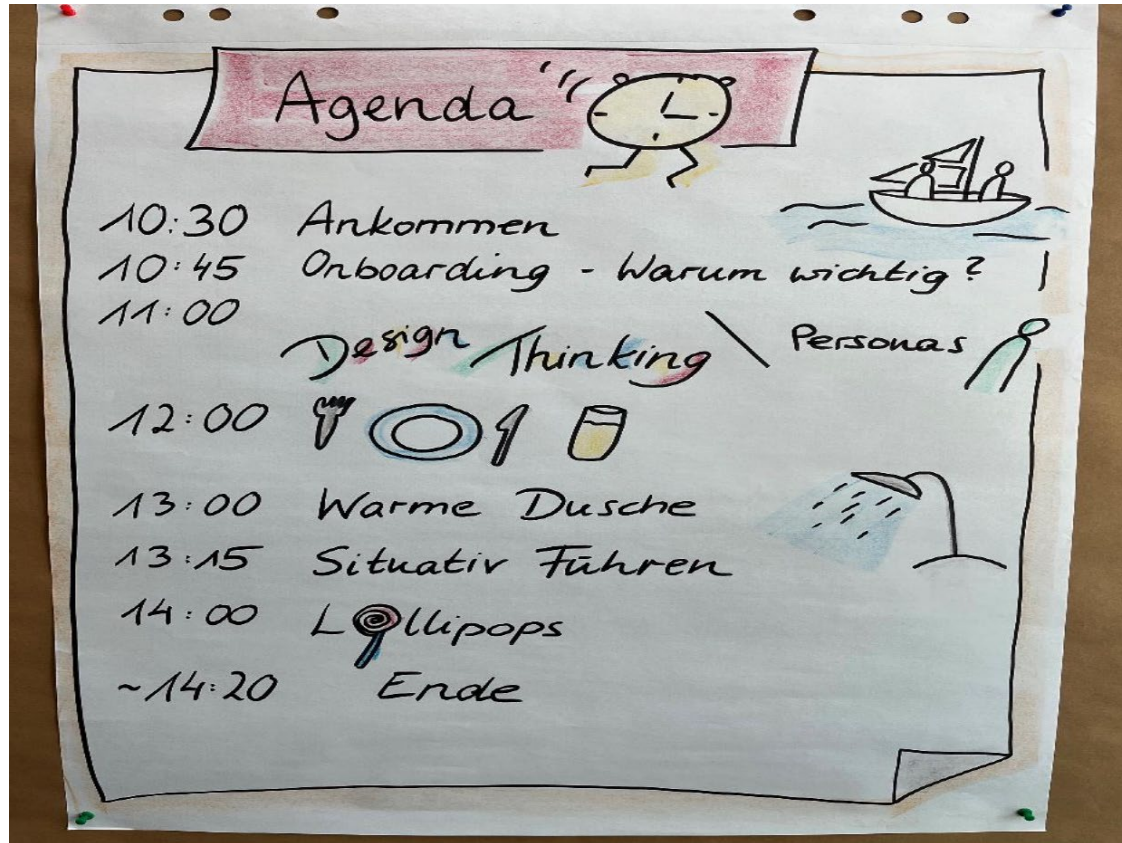 Agenda
10:30 Ankommen
10:45 Onboarding - Warum wichtig?
11:00
Design Thinking \ Personas
12:00
13:00 Warme Dusche
13:15 Situativ Führen
14:00 Lollipops
~14:20 Ende